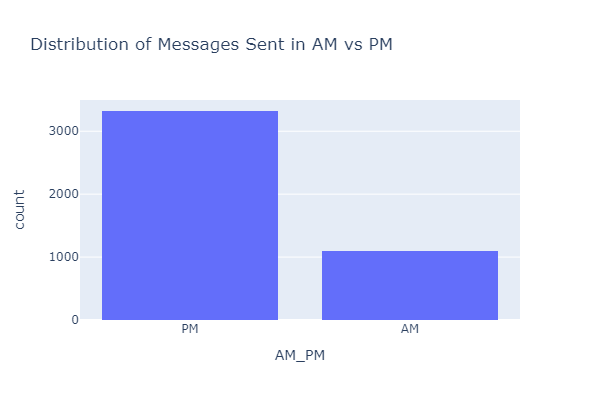 Distribution of Messages Sent in AM vs PM
3000
2000
1000
0
count
PM
AM
AM_PM